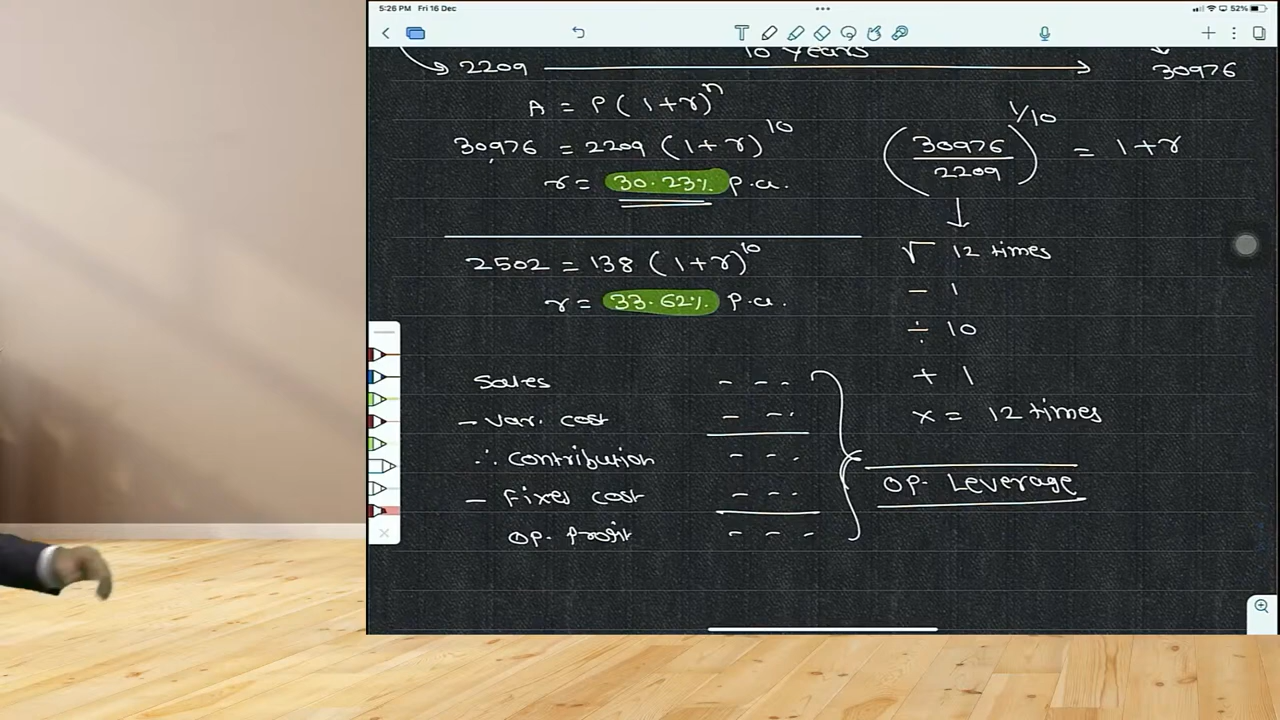 5:26 PM Fri 16 Dec
52%
10 Years
2209
30976
A = P(1+r)^n
30976 = 2209 (1+r)^10
r = 30.23% p.a.
2502 = 138 (1+r)^10
r = 33.62% p.a.
(30976/2209)^1/10 = 1+r
√ 12 times
- 1
÷ 10
+ 1
x = 12 times
Sales - - -
- Var. cost - - -
∴ contribution - - -
- Fixes cost - - -
Op. Profit - - -
OP. Leverage